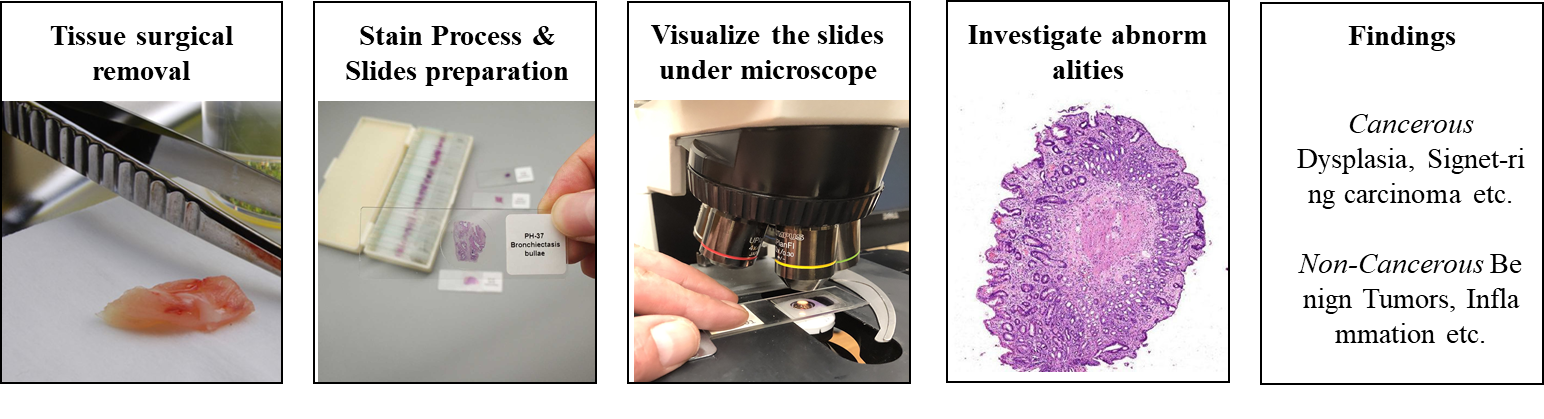 Tissue surgical
removal
Stain Process &
Slides preparation
PH-37
Bronchiectasis
bullae
Visualize the slides
under microscope
PlanFl
Investigate abnorm
alities
Findings
Cancerous
Dysplasia, Signet-ri
ng carcinoma etc.
Non-Cancerous Be
nign Tumors, Infla
mmation etc.